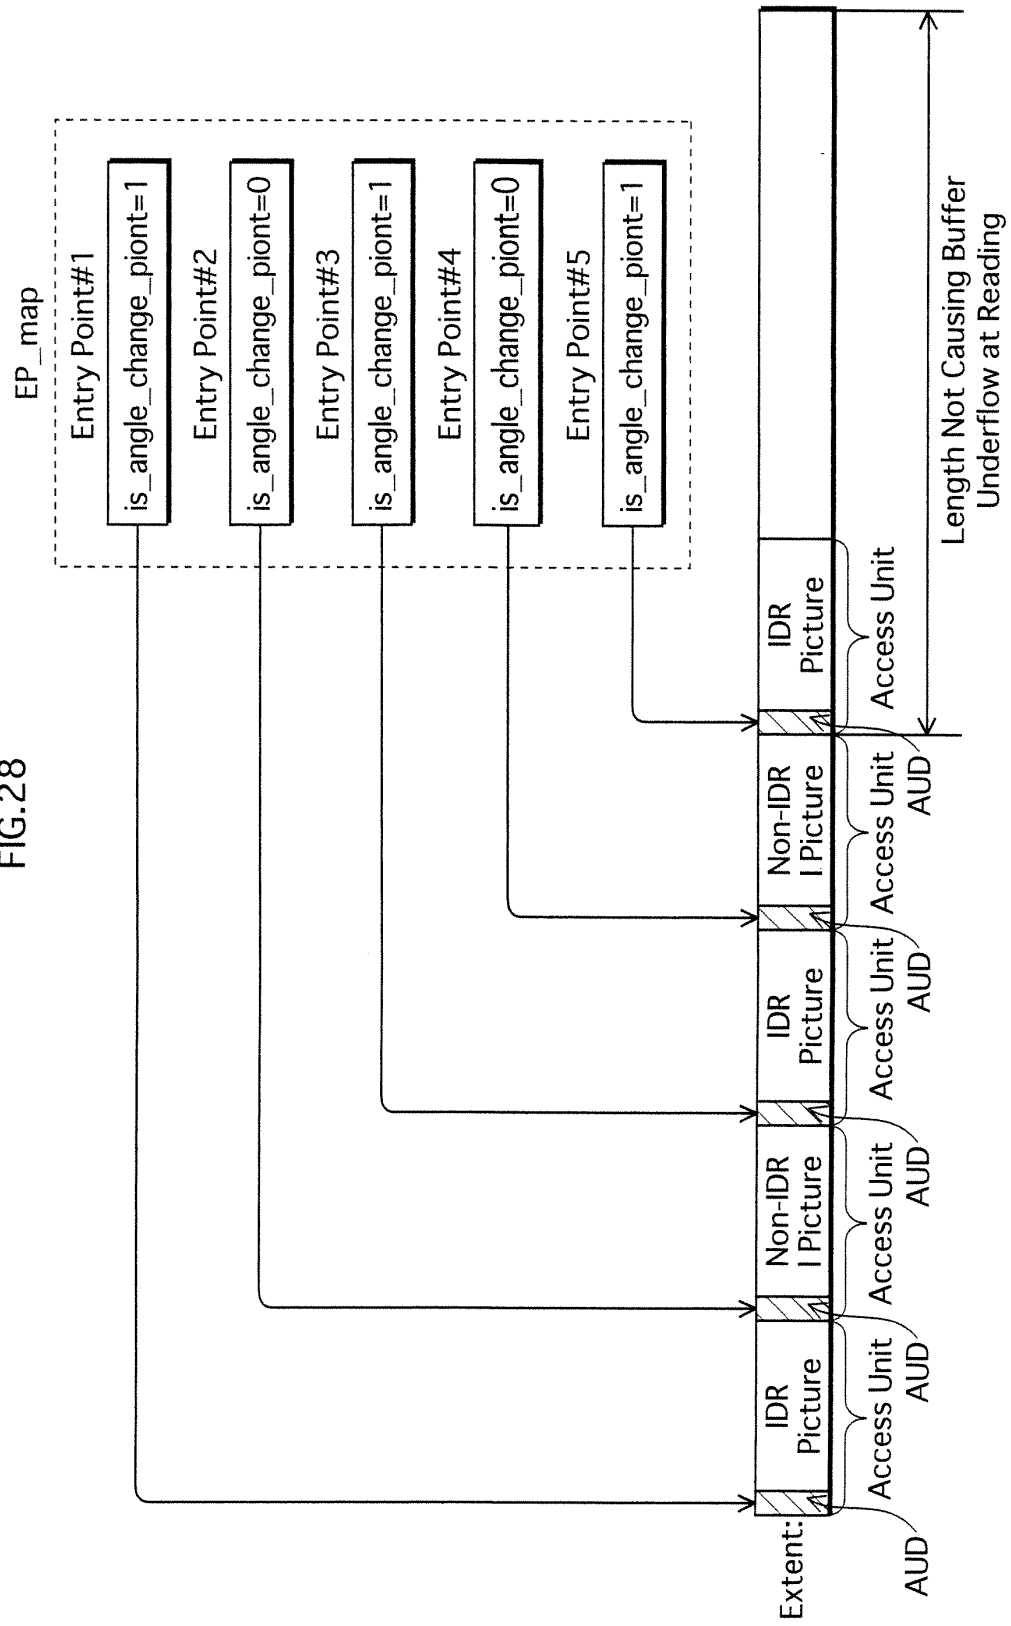 FIG.28
EP_map
Entry Point#1
is_angle_change_piont=1
Entry Point#2
is_angle_change_piont=0
Entry Point#3
is_angle_change_piont=1
Entry Point#4
is_angle_change_piont=0
Entry Point#5
is_angle_change_piont=1
Extent:
IDR
Picture
Non-IDR
I Picture
IDR
Picture
Non-IDR
I Picture
IDR
Picture
Access Unit
Access Unit
Access Unit
Access Unit
Access Unit
AUD
AUD
AUD
AUD
AUD
Length Not Causing Buffer
Underflow at Reading